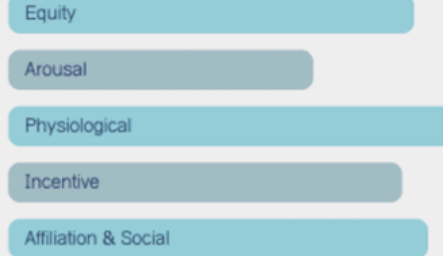 Equity
Arousal
Physiological
Incentive
Affiliation & Social